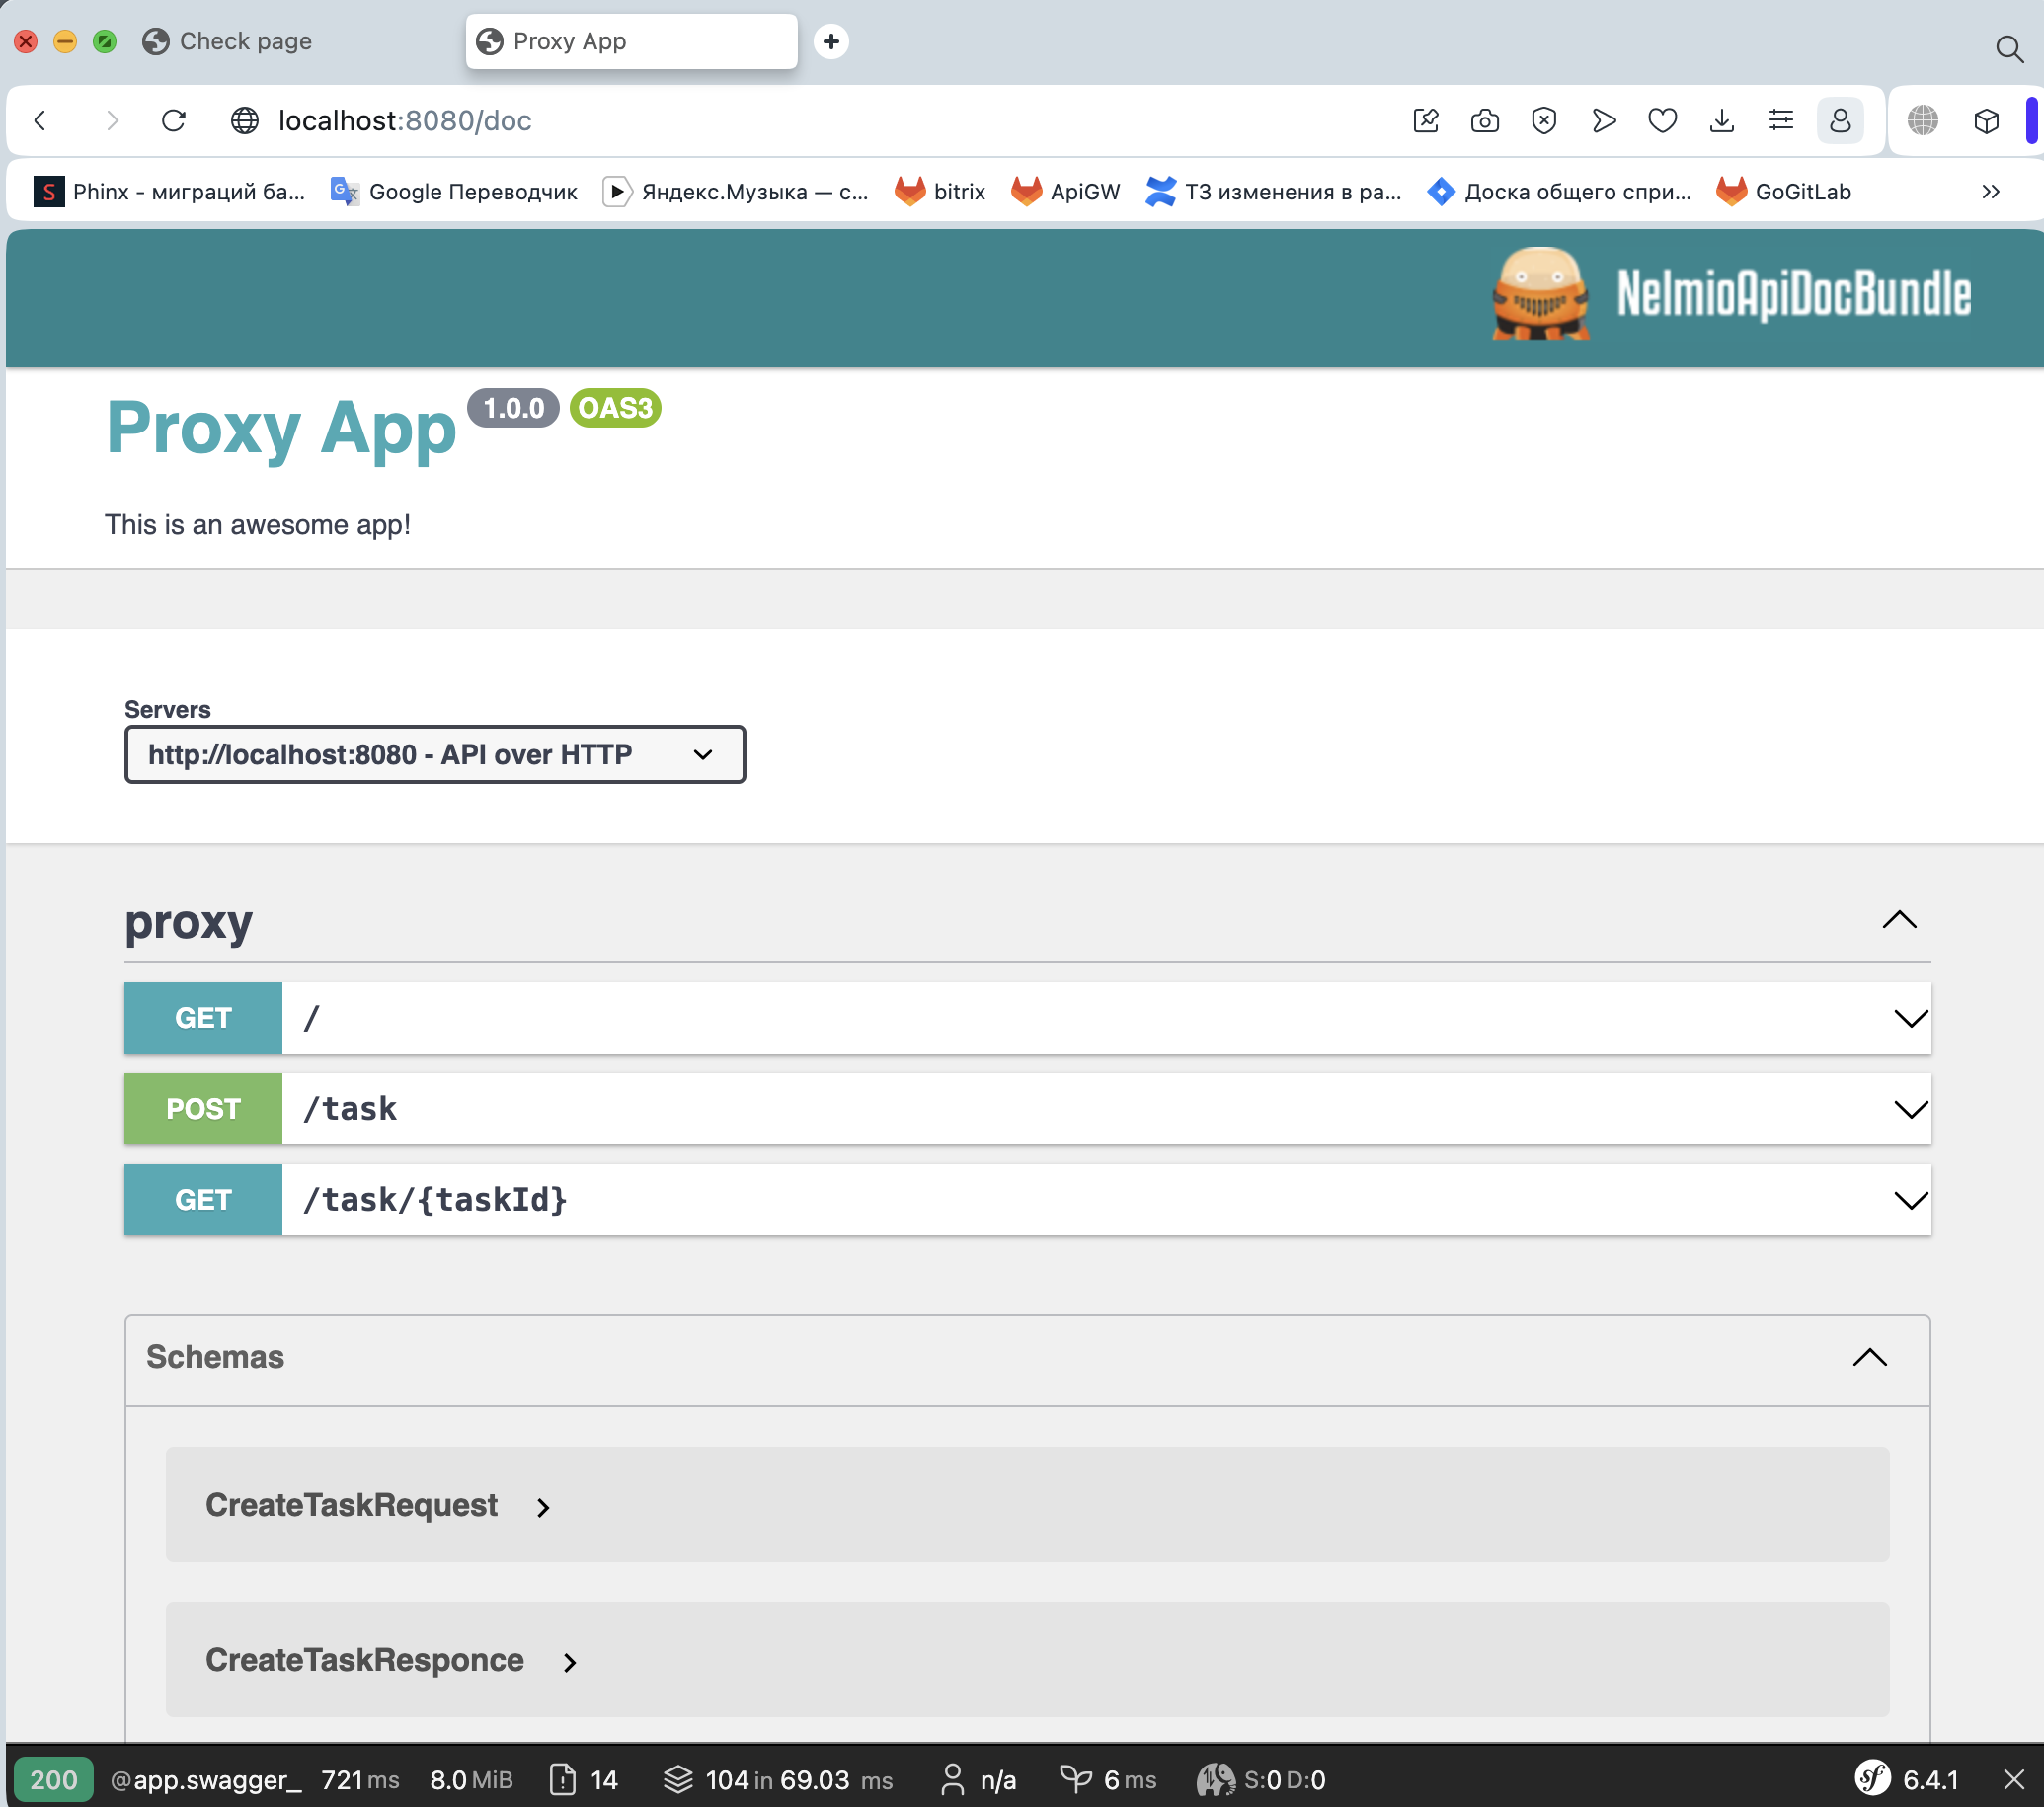 Check page
Proxy App
localhost:8080/doc
Phinx - миграций ба...
Google Переводчик
Яндекс.Музыка — с...
bitrix
ApiGW
ТЗ изменения в ра...
Доска общего спри...
GoGitLab
NelmioApiDocBundle
Proxy App 1.0.0 OAS3
This is an awesome app!
Servers
http://localhost:8080 - API over HTTP
proxy
GET /
POST /task
GET /task/{taskId}
Schemas
CreateTaskRequest
CreateTaskResponce
200 @app.swagger_ 721 ms 8.0 MiB 14 104 in 69.03 ms n/a 6 ms S:0 D:0 6.4.1